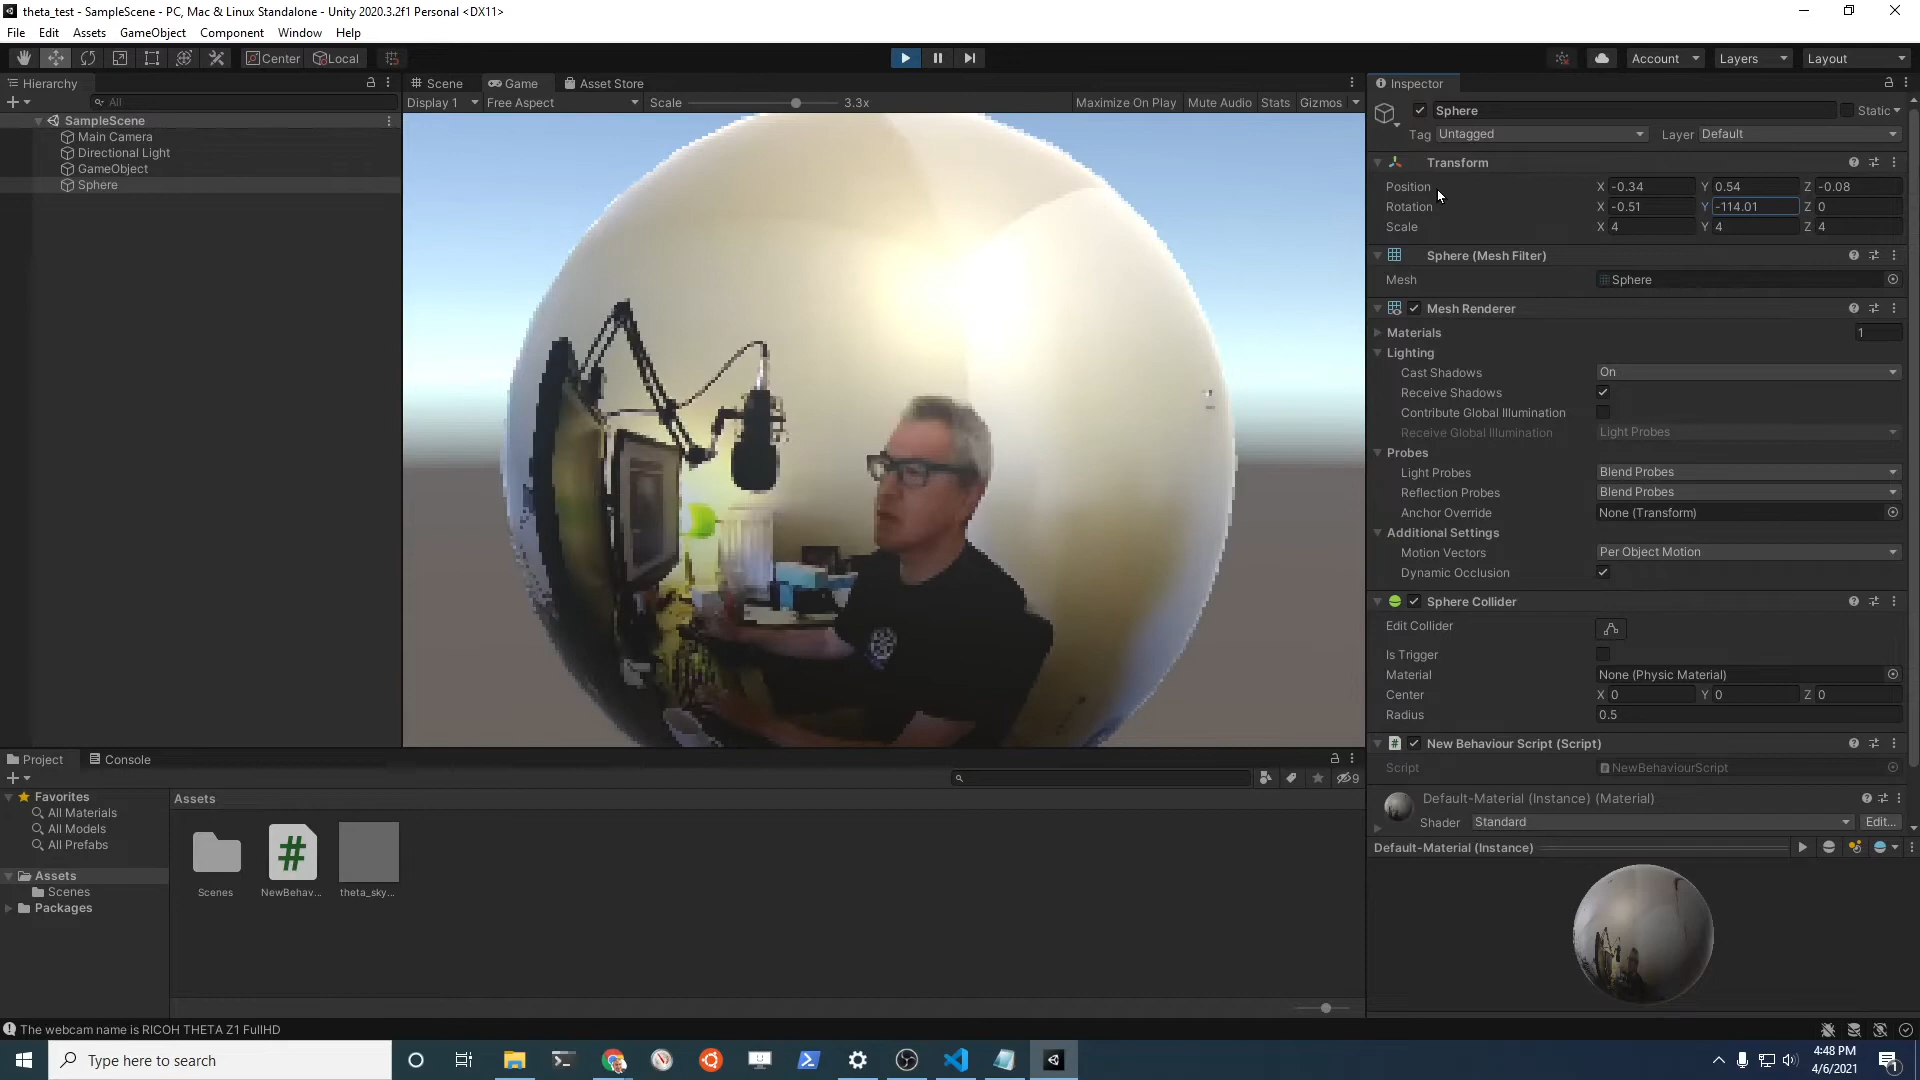 theta_test - SampleScene - PC, Mac & Linux Standalone - Unity 2020.3.2f1 Personal <DX11>
File Edit Assets GameObject Component Window Help
Center Local Account Layers Layout
Hierarchy
All
SampleScene
Main Camera
Directional Light
GameObject
Sphere
Scene Game Asset Store
Display 1 Free Aspect Scale 3.3x Maximize On Play Mute Audio Stats Gizmos
Inspector
Sphere Static
Tag Untagged Layer Default
Transform
Position X -0.34 Y 0.54 Z -0.08
Rotation X -0.51 Y -114.01 Z 0
Scale X 4 Y 4 Z 4
Sphere (Mesh Filter)
Mesh Sphere
Mesh Renderer
Materials 1
Lighting
Cast Shadows On
Receive Shadows
Contribute Global Illumination
Receive Global Illumination Light Probes
Probes
Light Probes Blend Probes
Reflection Probes Blend Probes
Anchor Override None (Transform)
Additional Settings
Motion Vectors Per Object Motion
Dynamic Occlusion
Sphere Collider
Edit Collider
Is Trigger
Material None (Physic Material)
Center X 0 Y 0 Z 0
Radius 0.5
New Behaviour Script (Script)
Script NewBehaviourScript
Default-Material (Instance) (Material)
Shader Standard Edit...
Default-Material (Instance)
Project Console
9
Favorites
All Materials
All Models
All Prefabs
Assets
Scenes
Packages
Assets
Scenes NewBehav... theta_sky...
The webcam name is RICOH THETA Z1 FullHD
Type here to search
4:48 PM
4/6/2021
1